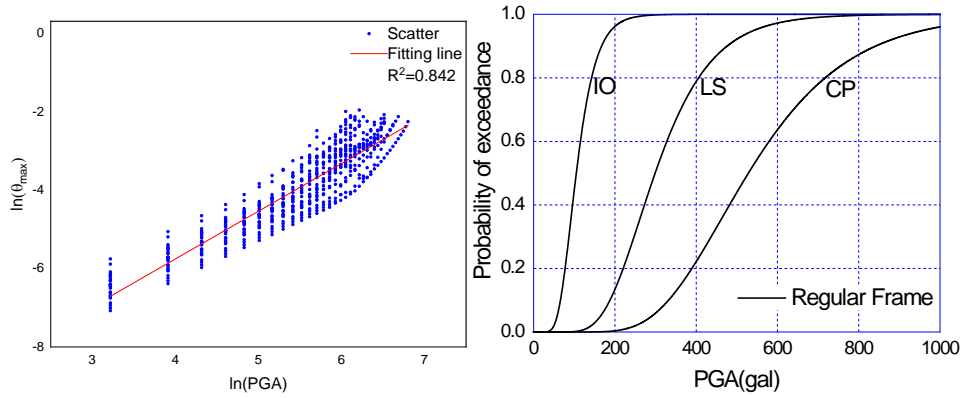 0
-2
-4
-6
-8
ln(θmax)
3 4 5 6 7
ln(PGA)
Scatter
Fitting line
R²=0.842
1.0
0.8
0.6
0.4
0.2
0.0
Probability of exceedance
IO LS CP
Regular Frame
0 200 400 600 800 1000
PGA(gal)